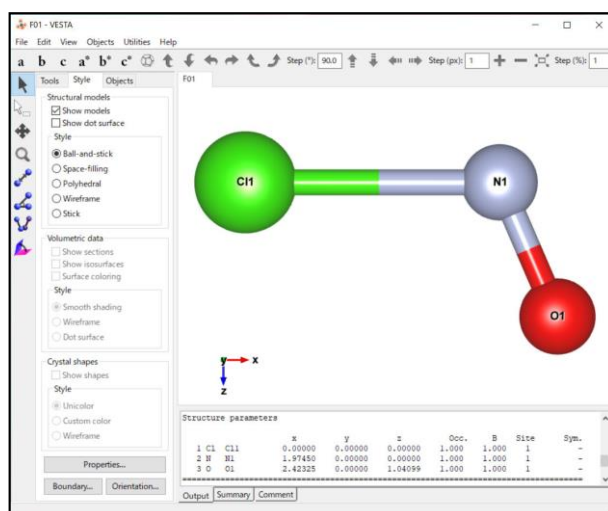 F01 - VESTA
File Edit View Objects Utilities Help
a b c a* b* c* Step (°): 90.0 Step (px): 1 Step (%): 1
Tools Style Objects
F01
Structural models
Show models
Show dot surface
Style
Ball-and-stick
Space-filling
Polyhedral
Wireframe
Stick
Volumetric data
Show sections
Show isosurfaces
Surface coloring
Style
Smooth shading
Wireframe
Dot surface
Crystal shapes
Show shapes
Style
Unicolor
Custom color
Wireframe
Properties...
Boundary... Orientation...
Cl1
N1
O1
y x
z
Structure parameters
x y z Occ. B Site Sym.
1 Cl Cl1 0.00000 0.00000 0.00000 1.000 1.000 1 -
2 N N1 1.97450 0.00000 0.00000 1.000 1.000 1 -
3 O O1 2.42325 0.00000 1.04099 1.000 1.000 1 -
Output Summary Comment